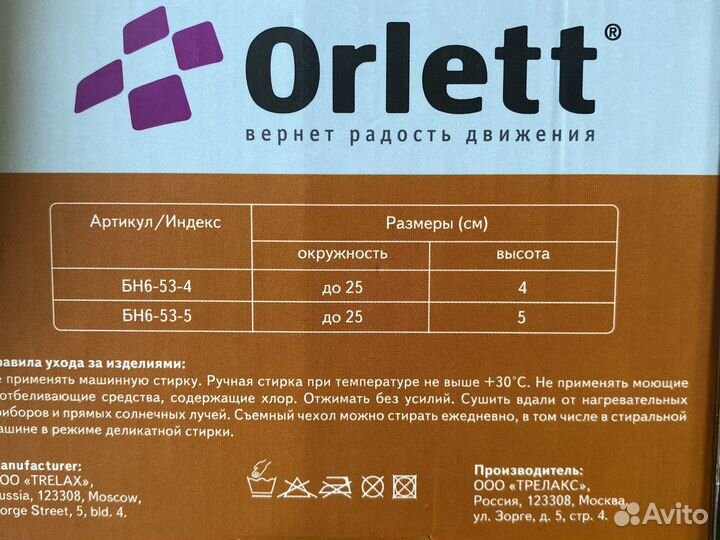 Orlett®
вернет радость движения
Артикул/Индекс Размеры (см)
окружность высота
БН6-53-4 до 25 4
БН6-53-5 до 25 5
равила ухода за изделиями:
е применять машинную стирку. Ручная стирка при температуре не выше +30°С. Не применять моющие
отбеливающие средства, содержащие хлор. Отжимать без усилий. Сушить вдали от нагревательных
риборов и прямых солнечных лучей. Съемный чехол можно стирать ежедневно, в том числе в стиральной
ашине в режиме деликатной стирки.
anufacturer:
OO «TRELAX»,
ussia, 123308, Moscow,
orge Street, 5, bld. 4.
Производитель:
ООО «ТРЕЛАКС»,
Россия, 123308, Москва,
ул. Зорге, д. 5, стр. 4.
Avito